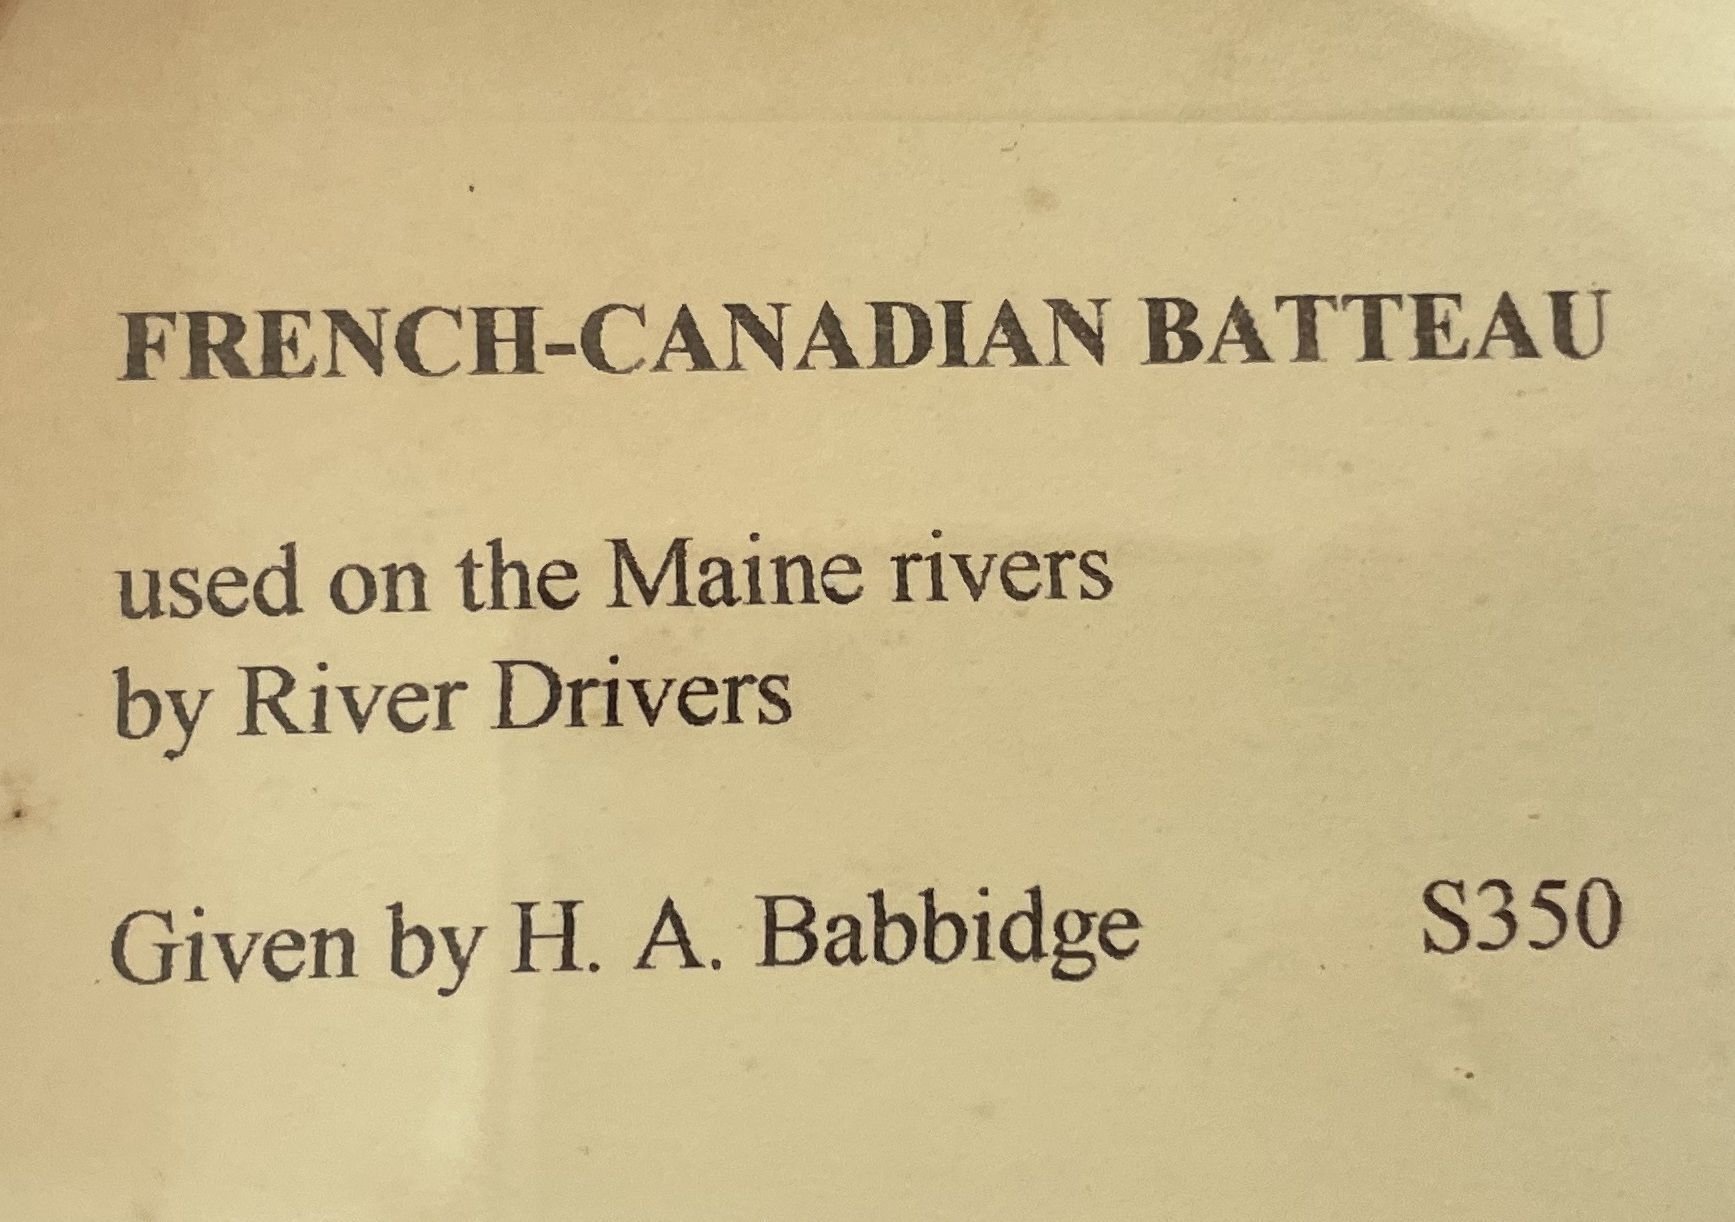 FRENCH-CANADIAN BATTEAU
used on the Maine rivers
by River Drivers
Given by H. A. Babbidge S350